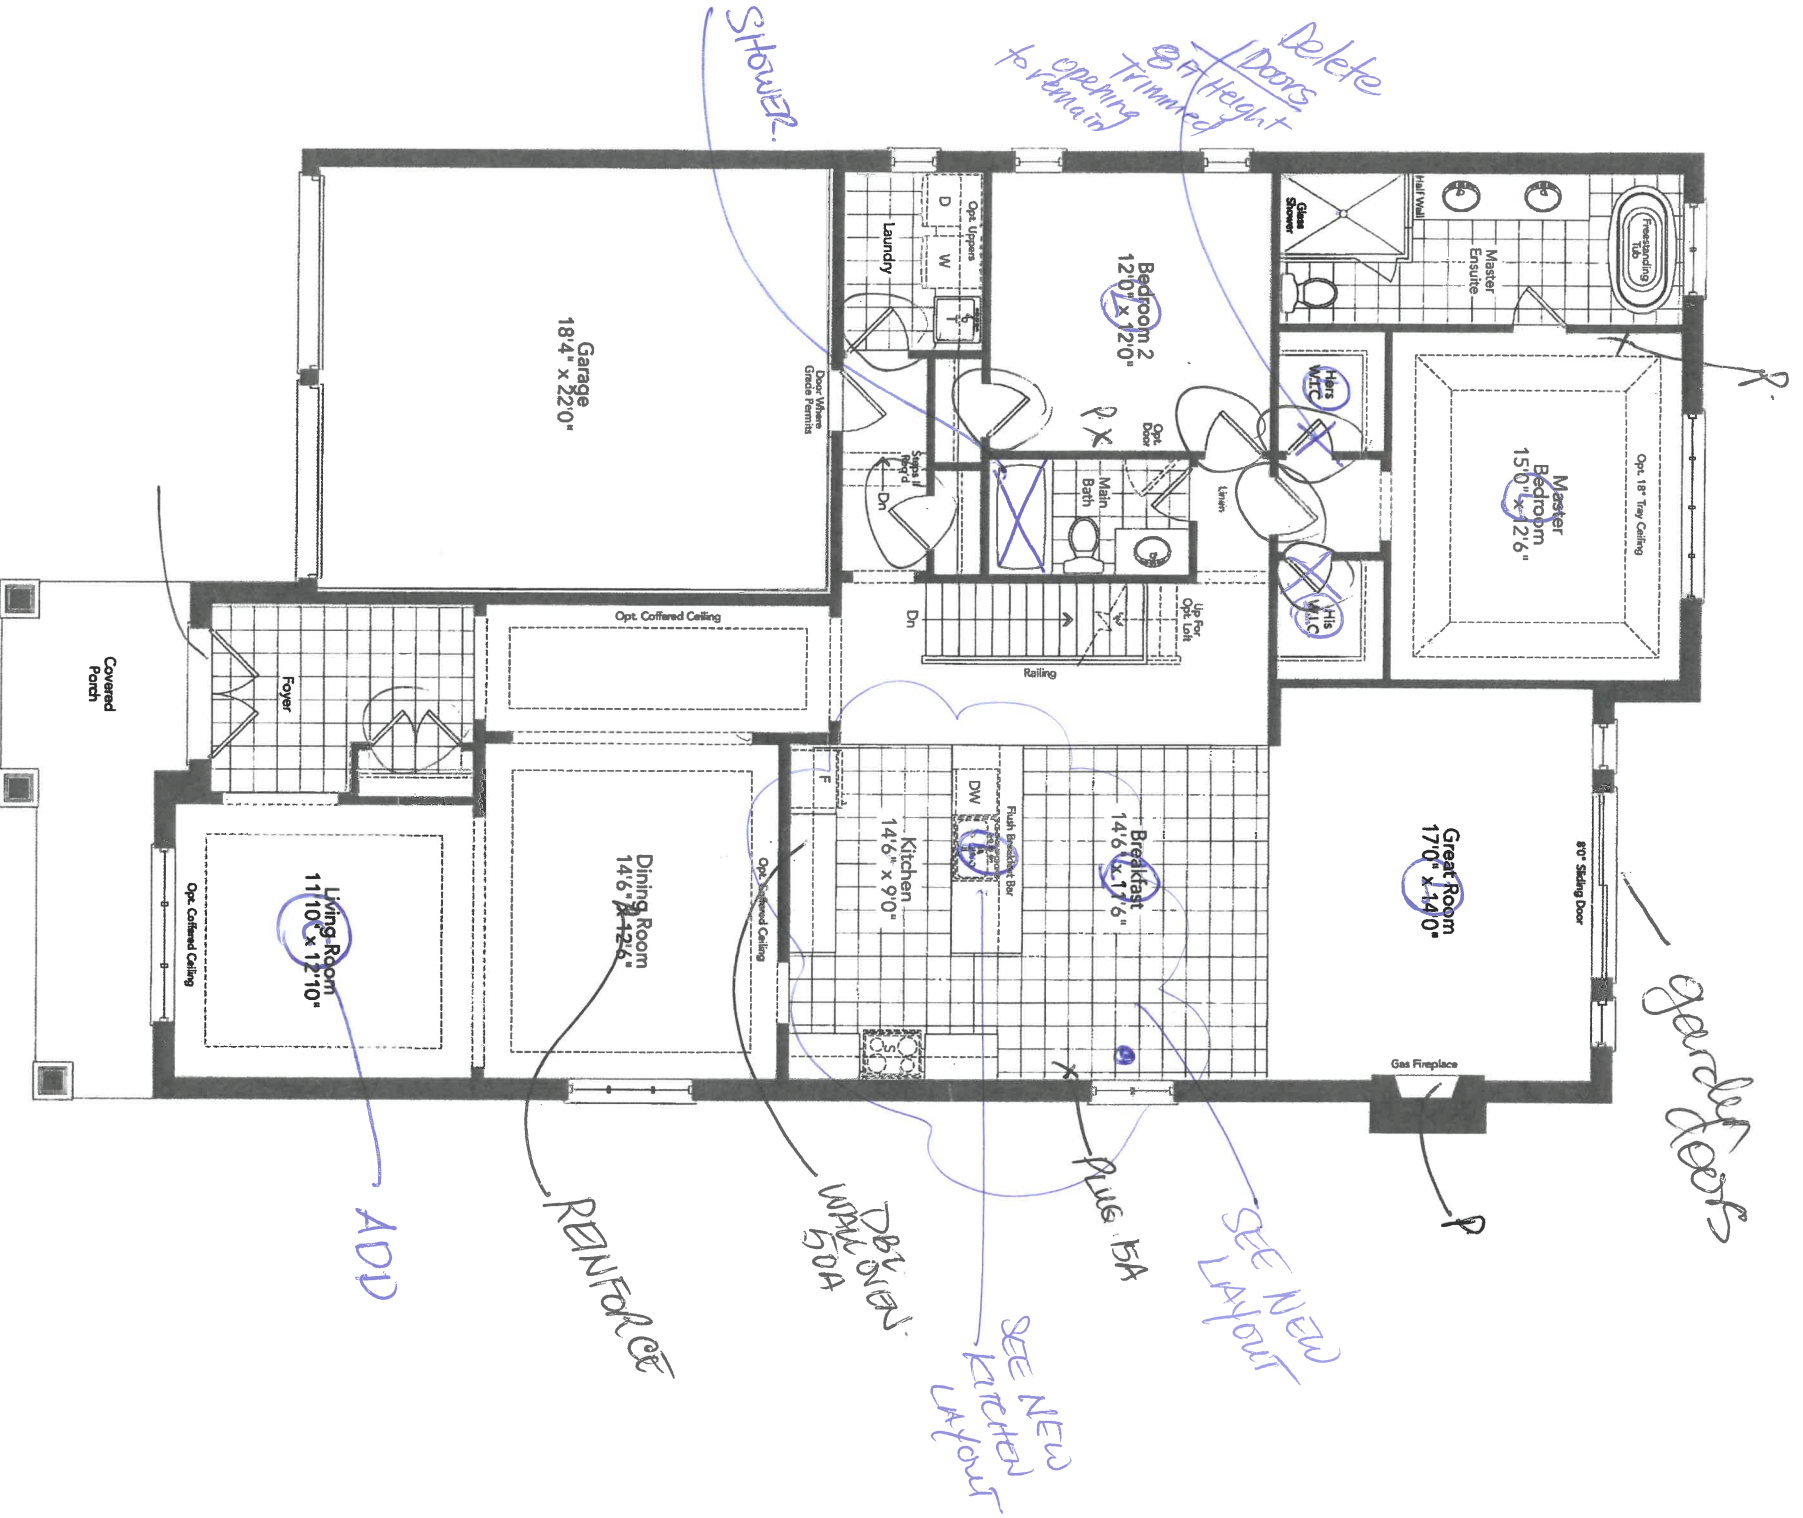 SHOWER.
Delete
Doors
8ft Height
Trimmed
opening
to remain
Garage
18'4" x 22'0"
Door Where
Grade Permits
D
W
Opt. Uppers
Laundry
Steps If
Req'd
Dn
Bedroom 2
12'0" x 12'0"
P X
Opt
Door
Main
Bath
Linen
Glass
Shower
Half Wall
Master
Ensuite
Freestanding
Tub
Hers
W.I.C
His
W.I.C
Master
Bedroom
15'0" x 12'6"
Opt. 18" Tray Ceiling
P.
Dn
Up For
Opt. Loft
Railing
Opt. Coffered Ceiling
Covered
Porch
Foyer
Living Room
11'10" x 12'10"
Opt. Coffered Ceiling
Dining Room
14'6" x 12'6"
Opt. Coffered Ceiling
F
Kitchen
14'6" x 9'0"
DW
Flush Breakfast Bar
S
Breakfast
14'6" x 11'6"
Great Room
17'0" x 14'0"
8'0" Sliding Door
Gas Fireplace
garden
doors
P
SEE NEW
LAYOUT
PLUG 15A
SEE NEW
KITCHEN
LAYOUT
DBL
WALL OVEN.
50A
REINFORCE
ADD